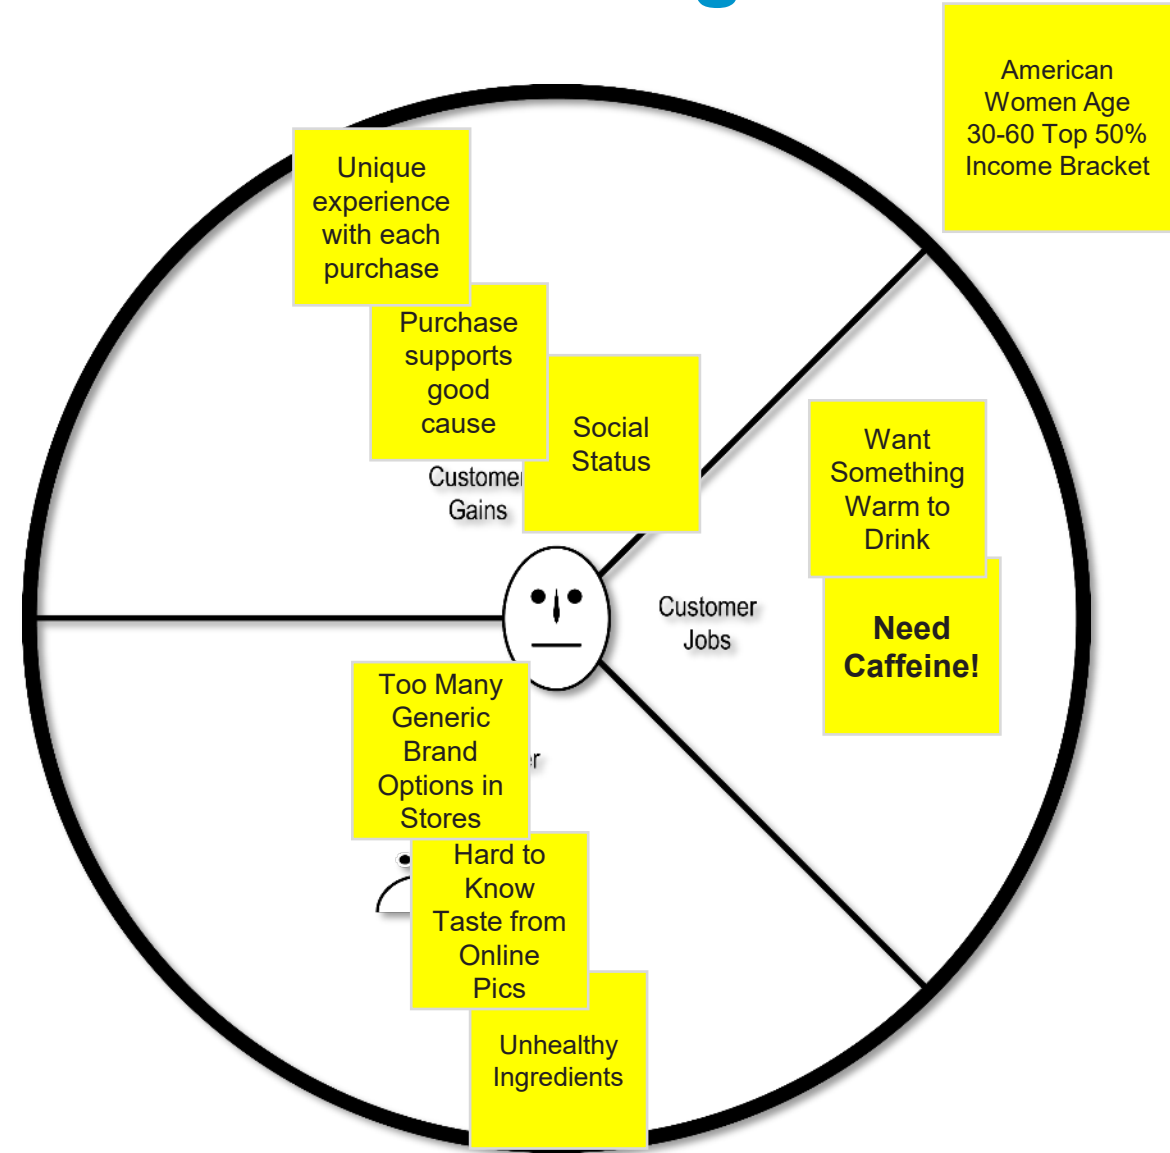 American
Women Age
30-60 Top 50%
Income Bracket
Unique
experience
with each
purchase
Purchase
supports
good
cause
Social
Status
Customer
Gains
Want
Something
Warm to
Drink
Customer
Jobs
Need
Caffeine!
Too Many
Generic
Brand
Options in
Stores
Hard to
Know
Taste from
Online
Pics
Unhealthy
Ingredients